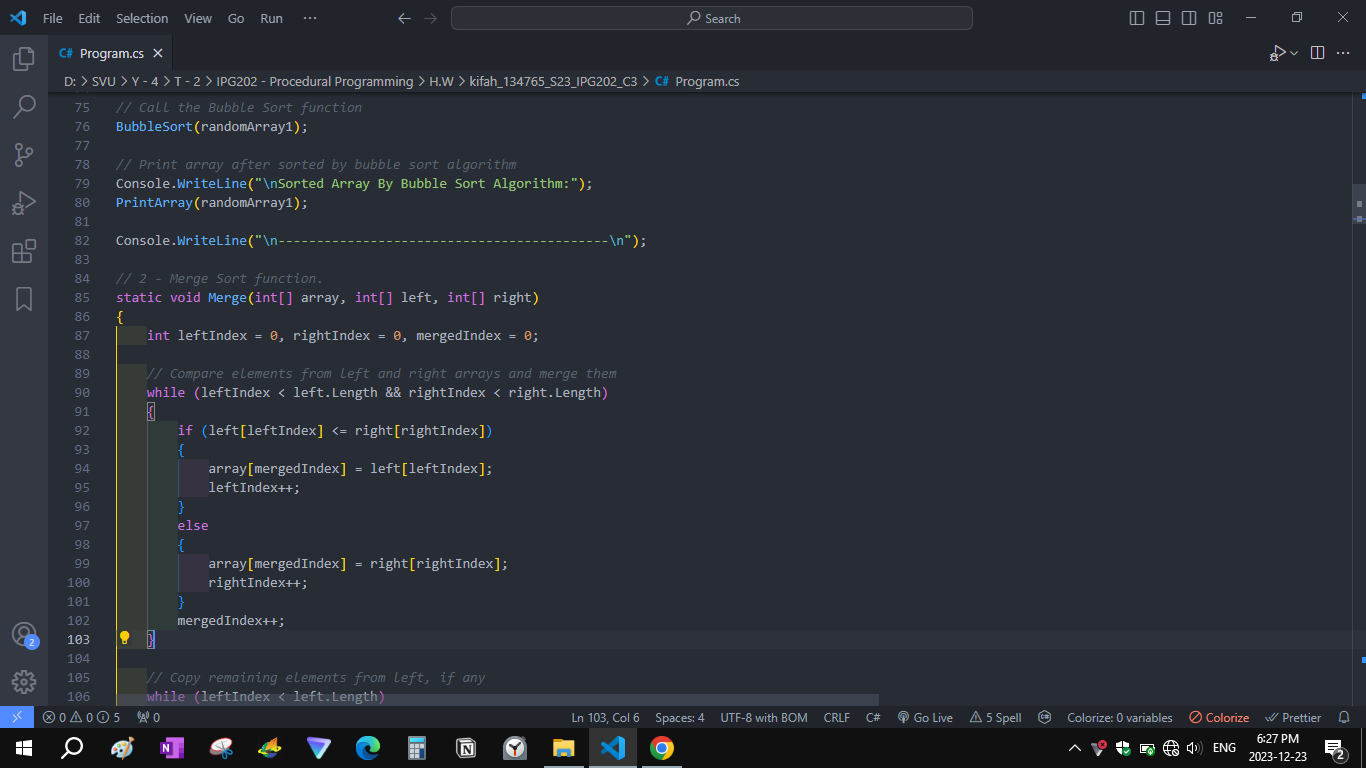 File Edit Selection View Go Run ··· Search
C# Program.cs
D: > SVU > Y - 4 > T - 2 > IPG202 - Procedural Programming > H.W > kifah_134765_S23_IPG202_C3 > C# Program.cs
75 // Call the Bubble Sort function
76 BubbleSort(randomArray1);
77
78 // Print array after sorted by bubble sort algorithm
79 Console.WriteLine("\nSorted Array By Bubble Sort Algorithm:");
80 PrintArray(randomArray1);
81
82 Console.WriteLine("\n-------------------------------------------\n");
83
84 // 2 - Merge Sort function.
85 static void Merge(int[] array, int[] left, int[] right)
86 {
87 int leftIndex = 0, rightIndex = 0, mergedIndex = 0;
88
89 // Compare elements from left and right arrays and merge them
90 while (leftIndex < left.Length && rightIndex < right.Length)
91 {
92 if (left[leftIndex] <= right[rightIndex])
93 {
94 array[mergedIndex] = left[leftIndex];
95 leftIndex++;
96 }
97 else
98 {
99 array[mergedIndex] = right[rightIndex];
100 rightIndex++;
101 }
102 mergedIndex++;
103 }
104
105 // Copy remaining elements from left, if any
106 while (leftIndex < left.Length)
2
0 0 5 0 Ln 103, Col 6 Spaces: 4 UTF-8 with BOM CRLF C# Go Live 5 Spell Colorize: 0 variables Colorize Prettier
ENG 6:27 PM
2023-12-23
2